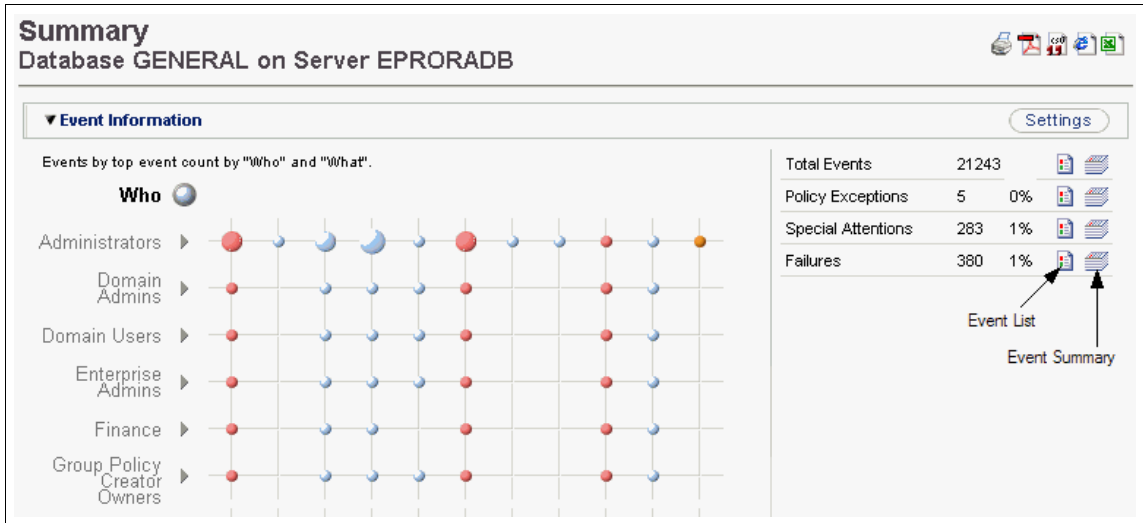 Summary
Database GENERAL on Server EPRORADB
Event Information
Settings
Events by top event count by "Who" and "What".
Who
Administrators
Domain
Admins
Domain Users
Enterprise
Admins
Finance
Group Policy
Creator
Owners
Total Events 21243
Policy Exceptions 5 0%
Special Attentions 283 1%
Failures 380 1%
Event List
Event Summary